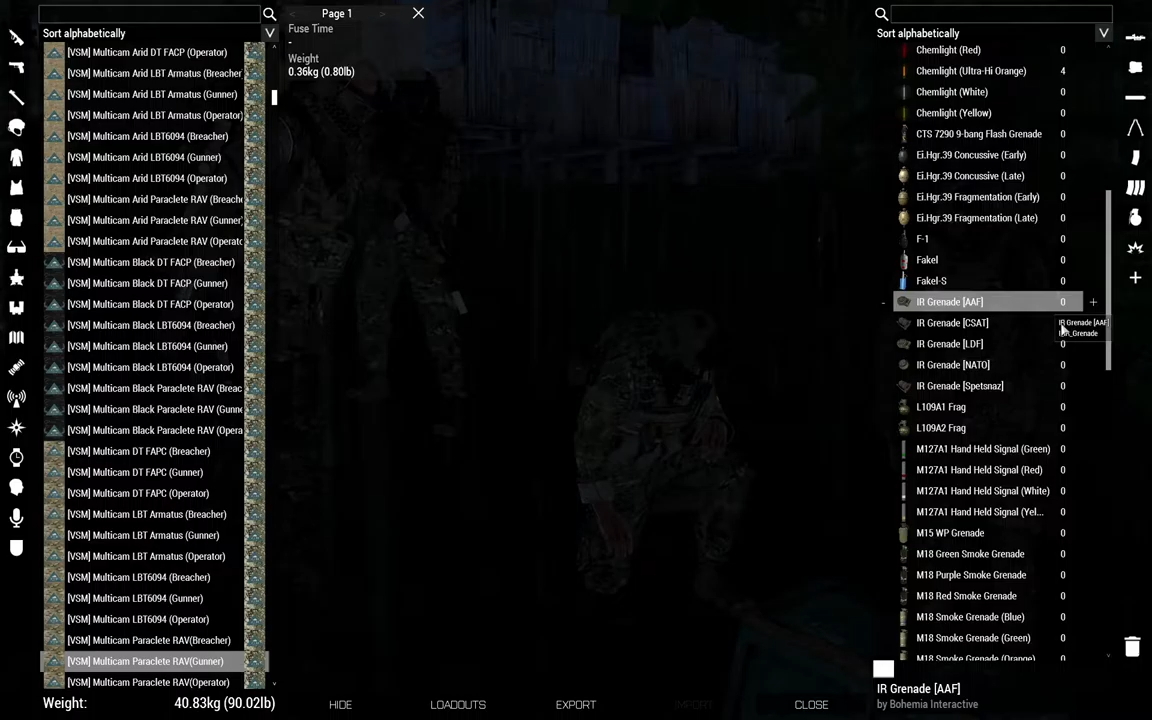 < Page 1 >
Fuse Time
-
Weight
0.36kg (0.80lb)
Sort alphabetically
[VSM] Multicam Arid DT FACP (Operator)
[VSM] Multicam Arid LBT Armatus (Breacher
[VSM] Multicam Arid LBT Armatus (Gunner)
[VSM] Multicam Arid LBT Armatus (Operator)
[VSM] Multicam Arid LBT6094 (Breacher)
[VSM] Multicam Arid LBT6094 (Gunner)
[VSM] Multicam Arid LBT6094 (Operator)
[VSM] Multicam Arid Paraclete RAV (Breache
[VSM] Multicam Arid Paraclete RAV (Gunner
[VSM] Multicam Arid Paraclete RAV (Operato
[VSM] Multicam Black DT FACP (Breacher)
[VSM] Multicam Black DT FACP (Gunner)
[VSM] Multicam Black DT FACP (Operator)
[VSM] Multicam Black LBT6094 (Breacher)
[VSM] Multicam Black LBT6094 (Gunner)
[VSM] Multicam Black LBT6094 (Operator)
[VSM] Multicam Black Paraclete RAV (Breac
[VSM] Multicam Black Paraclete RAV (Gunne
[VSM] Multicam Black Paraclete RAV (Opera
[VSM] Multicam DT FAPC (Breacher)
[VSM] Multicam DT FAPC (Gunner)
[VSM] Multicam DT FAPC (Operator)
[VSM] Multicam LBT Armatus (Breacher)
[VSM] Multicam LBT Armatus (Gunner)
[VSM] Multicam LBT Armatus (Operator)
[VSM] Multicam LBT6094 (Breacher)
[VSM] Multicam LBT6094 (Gunner)
[VSM] Multicam LBT6094 (Operator)
[VSM] Multicam Paraclete RAV(Breacher)
[VSM] Multicam Paraclete RAV(Gunner)
[VSM] Multicam Paraclete RAV(Operator)
Weight: 40.83kg (90.02lb)
HIDE
LOADOUTS
EXPORT
IMPORT
CLOSE
Sort alphabetically
Chemlight (Red) 0
Chemlight (Ultra-Hi Orange) 4
Chemlight (White) 0
Chemlight (Yellow) 0
CTS 7290 9-bang Flash Grenade 0
Ei.Hgr.39 Concussive (Early) 0
Ei.Hgr.39 Concussive (Late) 0
Ei.Hgr.39 Fragmentation (Early) 0
Ei.Hgr.39 Fragmentation (Late) 0
F-1 0
Fakel 0
Fakel-S 0
- IR Grenade [AAF] 0 +
IR Grenade [CSAT]
IR Grenade [AAF]
IR Grenade [LDF] 0
IR Grenade [NATO] 0
IR Grenade [Spetsnaz] 0
L109A1 Frag 0
L109A2 Frag 0
M127A1 Hand Held Signal (Green) 0
M127A1 Hand Held Signal (Red) 0
M127A1 Hand Held Signal (White) 0
M127A1 Hand Held Signal (Yel... 0
M15 WP Grenade 0
M18 Green Smoke Grenade 0
M18 Purple Smoke Grenade 0
M18 Red Smoke Grenade 0
M18 Smoke Grenade (Blue) 0
M18 Smoke Grenade (Green) 0
M18 Smoke Grenade (Orange) 0
IR Grenade [AAF]
by Bohemia Interactive